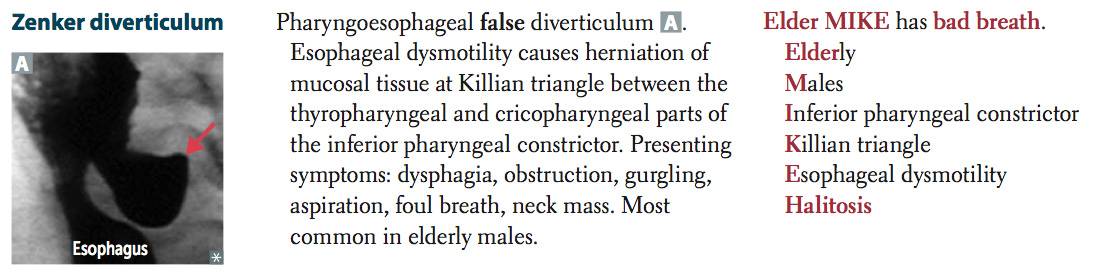 Zenker diverticulum
A
Esophagus
*
Pharyngoesophageal false diverticulum A.
Esophageal dysmotility causes herniation of
mucosal tissue at Killian triangle between the
thyropharyngeal and cricopharyngeal parts of
the inferior pharyngeal constrictor. Presenting
symptoms: dysphagia, obstruction, gurgling,
aspiration, foul breath, neck mass. Most
common in elderly males.
Elder MIKE has bad breath.
Elderly
Males
Inferior pharyngeal constrictor
Killian triangle
Esophageal dysmotility
Halitosis